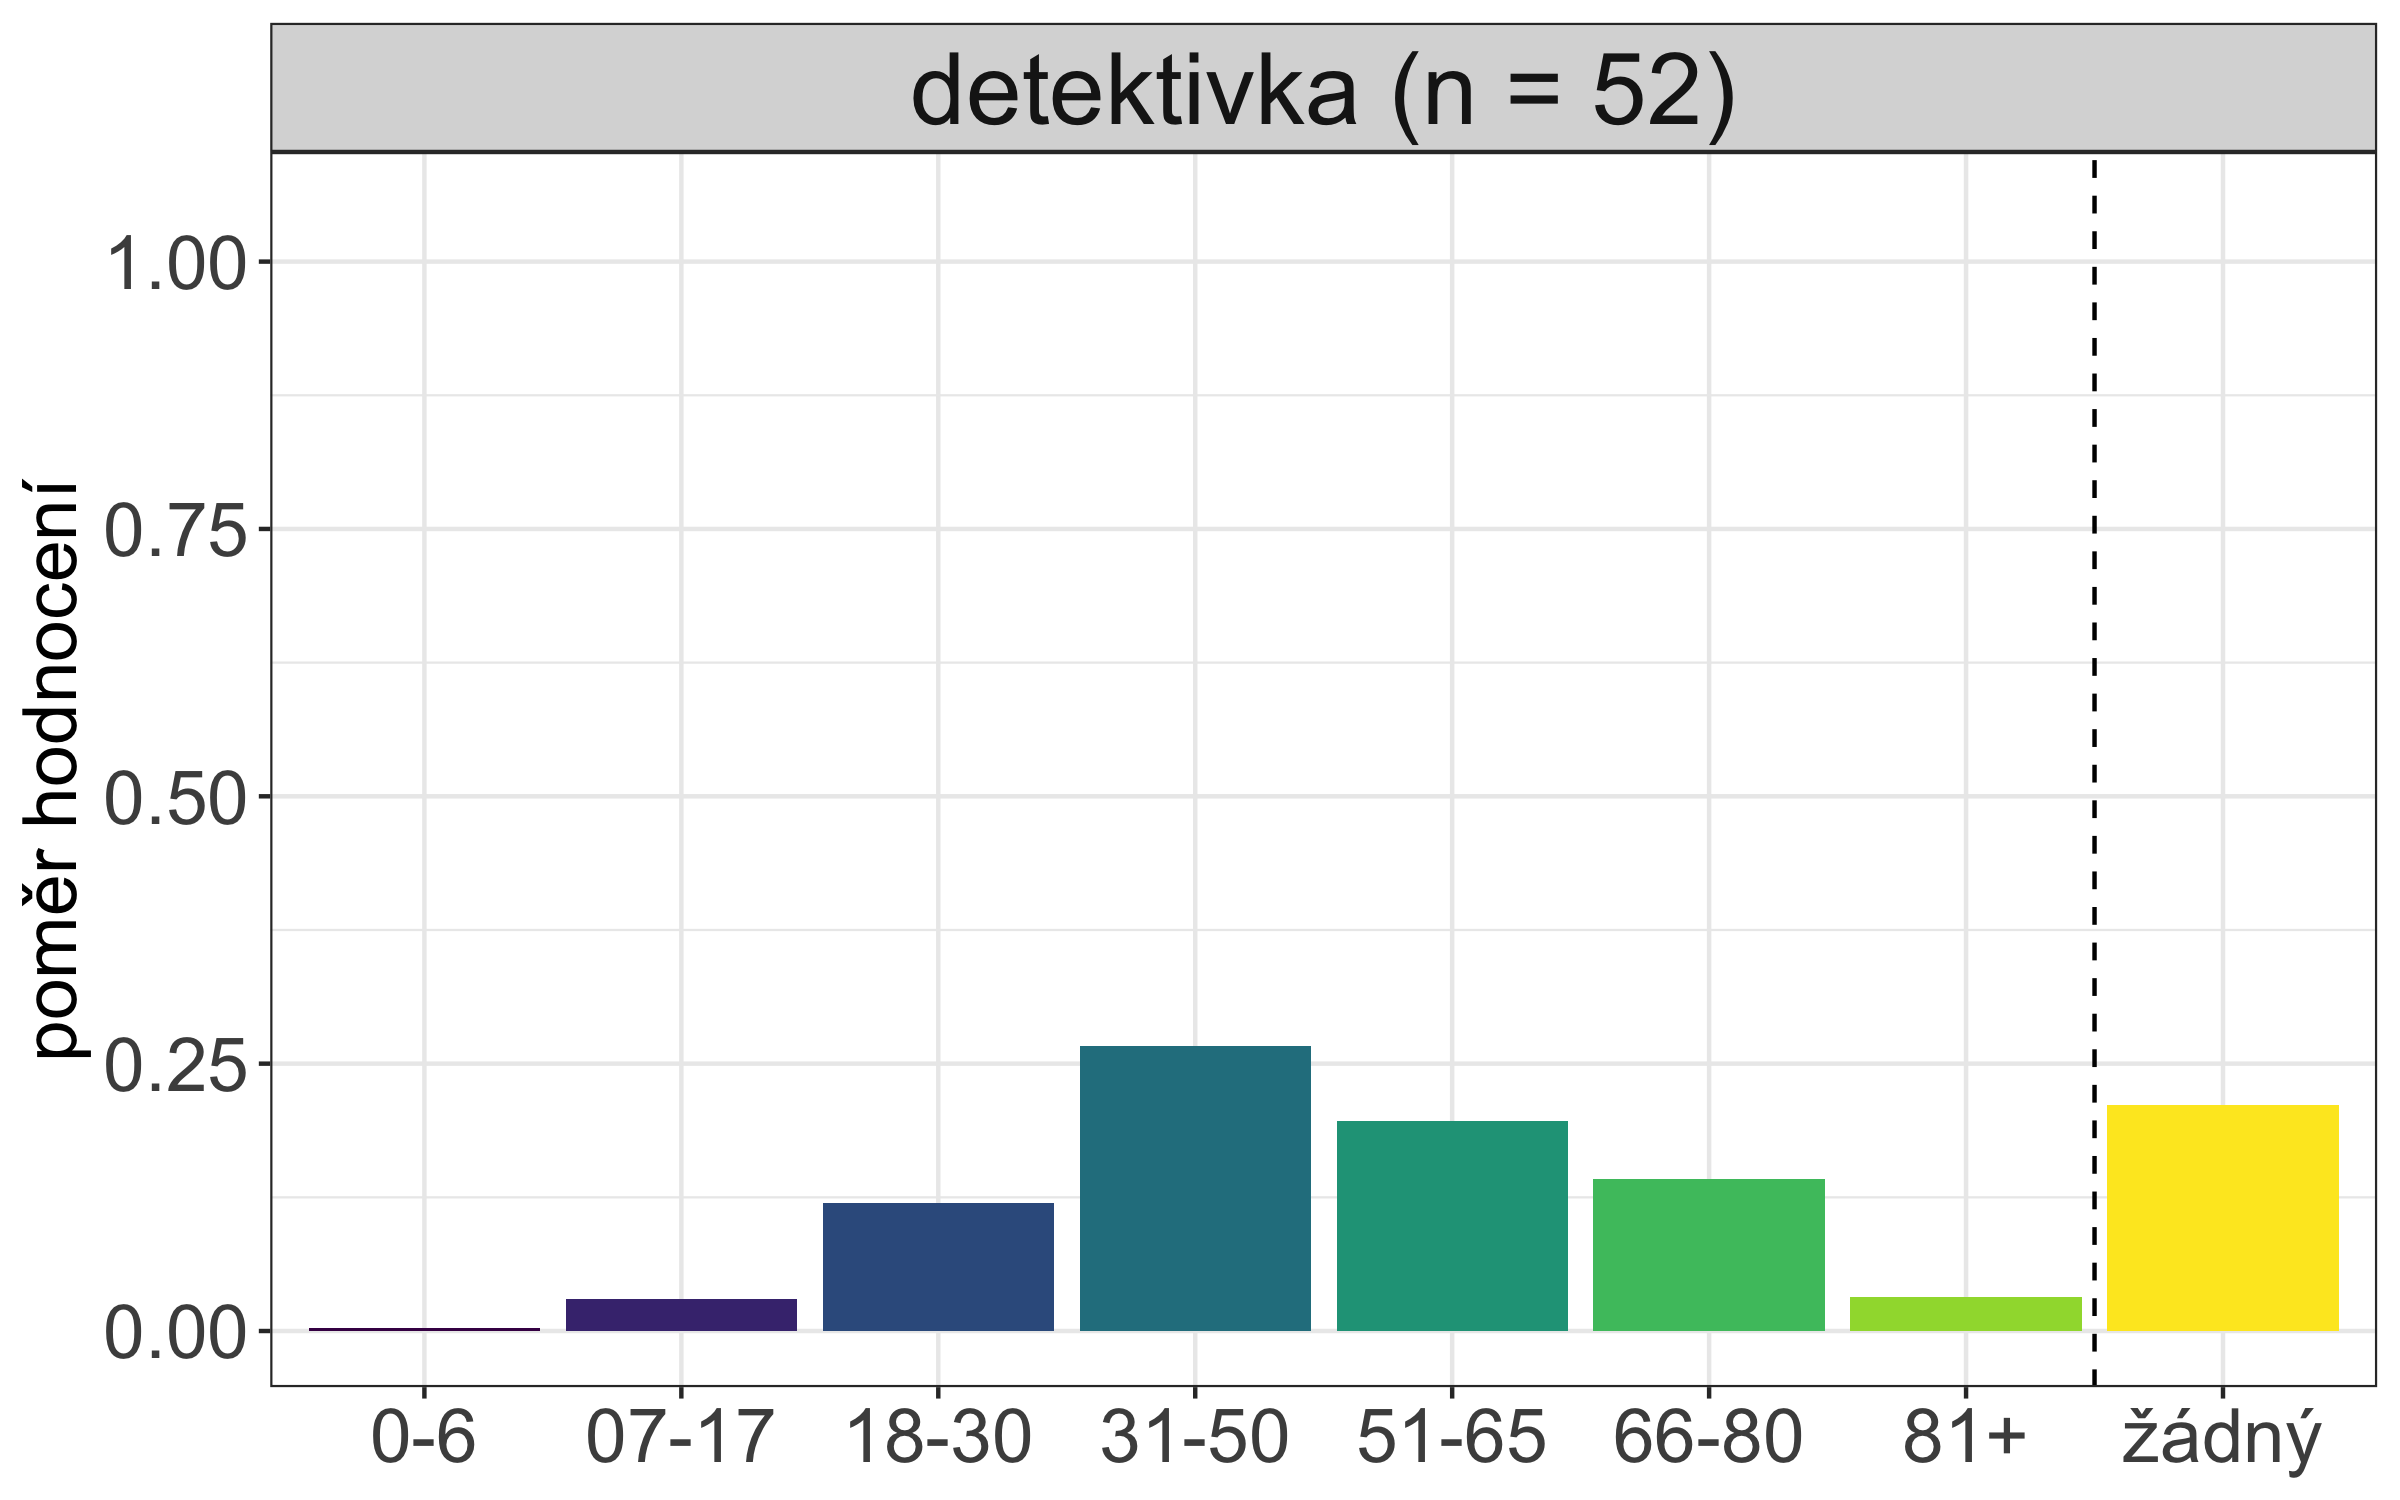 detektivka (n = 52)
poměr hodnocení
1.00
0.75
0.50
0.25
0.00
0-6 07-17 18-30 31-50 51-65 66-80 81+ žádný